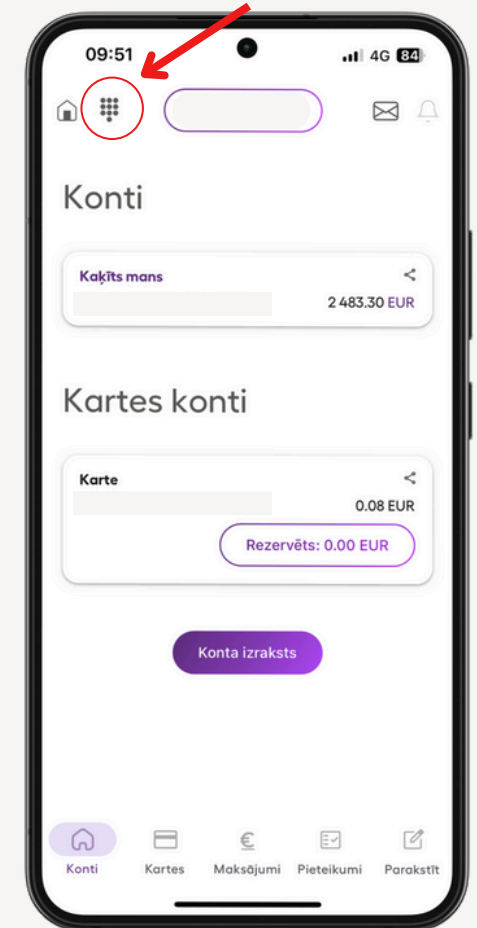 09:51
4G 84
Konti
Kaķīts mans
2 483.30 EUR
Kartes konti
Karte
0.08 EUR
Rezervēts: 0.00 EUR
Konta izraksts
Konti Kartes Maksājumi Pieteikumi Parakstīt